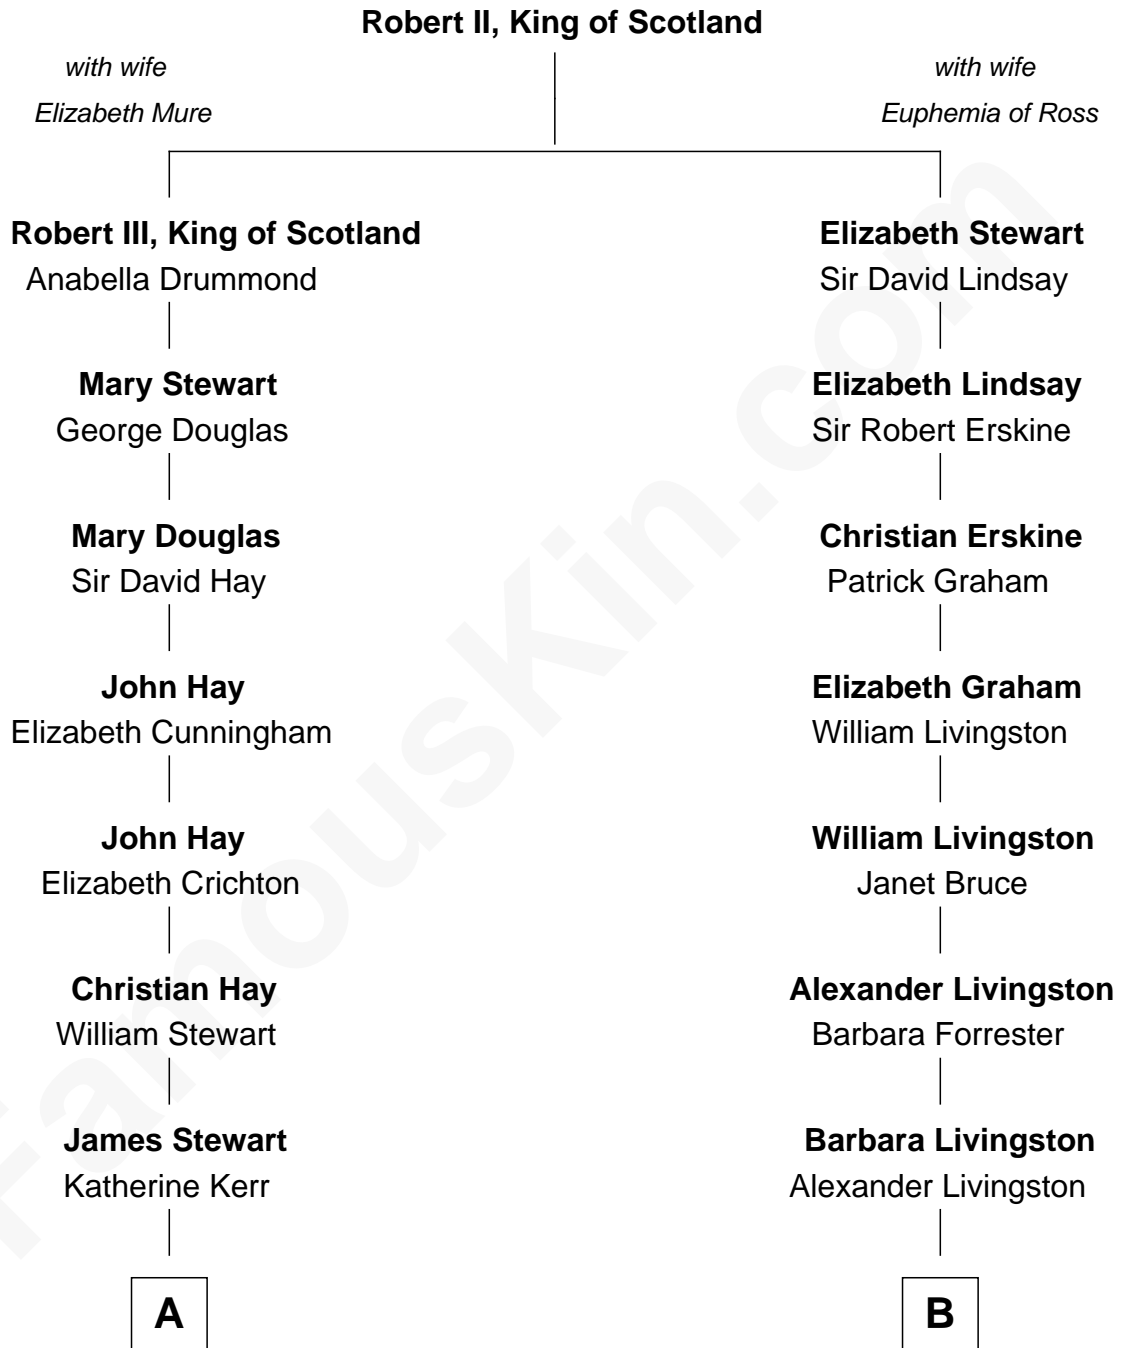 Robert II, King of Scotland
with wife
Elizabeth Mure
with wife
Euphemia of Ross
Robert III, King of Scotland
Anabella Drummond
Mary Stewart
George Douglas
Mary Douglas
Sir David Hay
John Hay
Elizabeth Cunningham
John Hay
Elizabeth Crichton
Christian Hay
William Stewart
James Stewart
Katherine Kerr
A
Elizabeth Stewart
Sir David Lindsay
Elizabeth Lindsay
Sir Robert Erskine
Christian Erskine
Patrick Graham
Elizabeth Graham
William Livingston
William Livingston
Janet Bruce
Alexander Livingston
Barbara Forrester
Barbara Livingston
Alexander Livingston
B
FamousKin.com